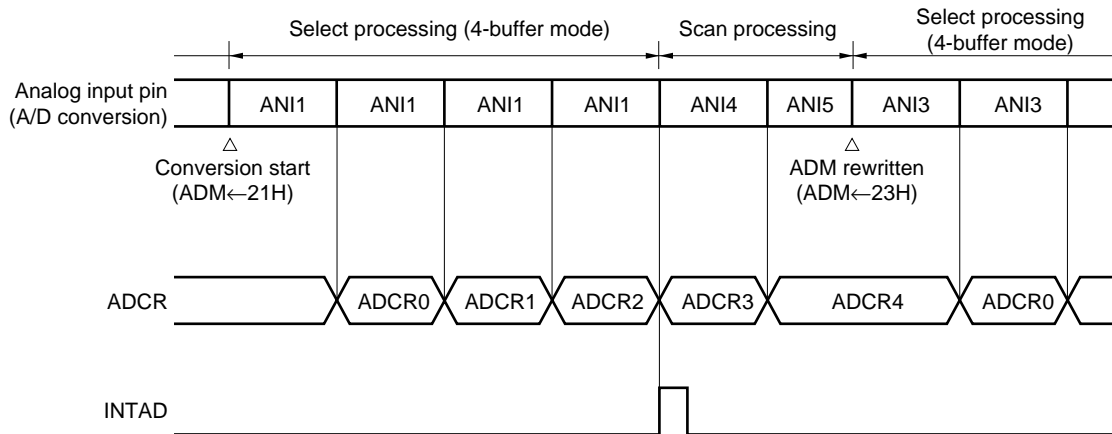 Select processing (4-buffer mode)
Scan processing
Select processing
(4-buffer mode)
Analog input pin
(A/D conversion)
ANI1
ANI1
ANI1
ANI1
ANI4
ANI5
ANI3
ANI3
Conversion start
(ADM←21H)
ADM rewritten
(ADM←23H)
ADCR
ADCR0
ADCR1
ADCR2
ADCR3
ADCR4
ADCR0
INTAD